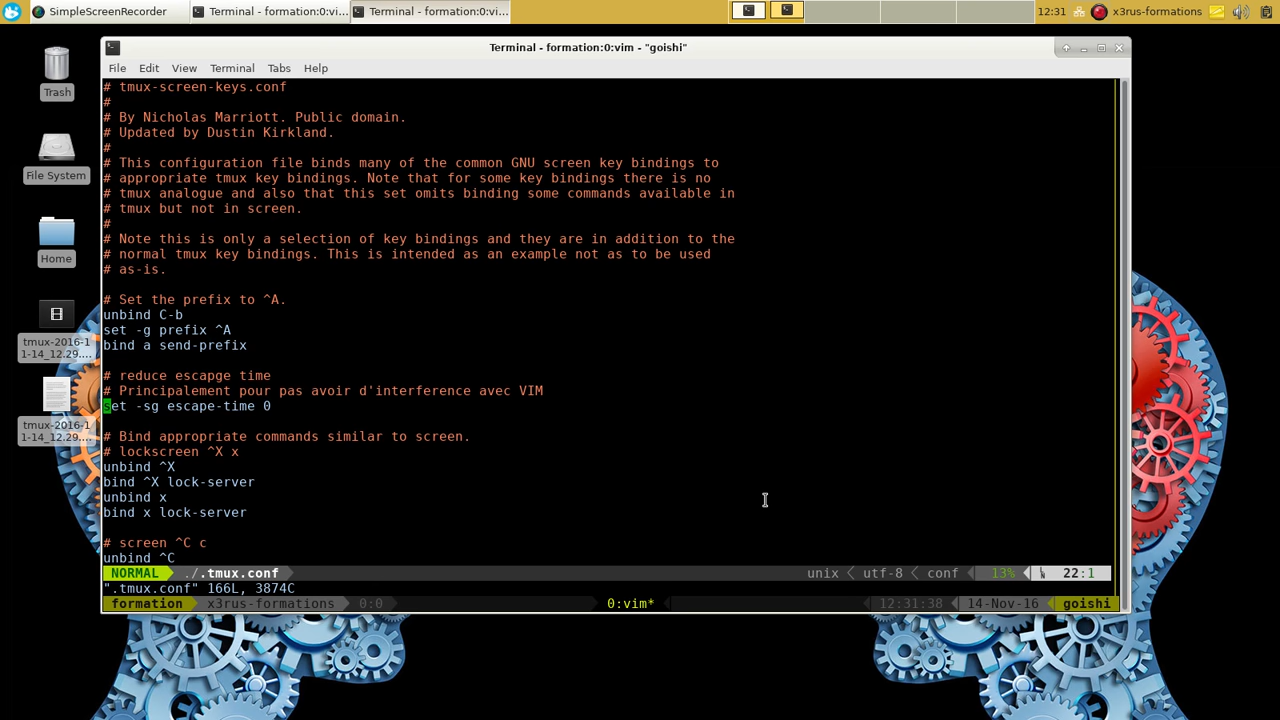 SimpleScreenRecorder
Terminal - formation:0:vi...
Terminal - formation:0:vi...
12:31
x3rus-formations
Terminal - formation:0:vim - "goishi"
File Edit View Terminal Tabs Help
Trash
File System
Home
tmux-2016-1
1-14_12.29....
tmux-2016-1
1-14_12.29....
# tmux-screen-keys.conf
#
# By Nicholas Marriott. Public domain.
# Updated by Dustin Kirkland.
#
# This configuration file binds many of the common GNU screen key bindings to
# appropriate tmux key bindings. Note that for some key bindings there is no
# tmux analogue and also that this set omits binding some commands available in
# tmux but not in screen.
#
# Note this is only a selection of key bindings and they are in addition to the
# normal tmux key bindings. This is intended as an example not as to be used
# as-is.
# Set the prefix to ^A.
unbind C-b
set -g prefix ^A
bind a send-prefix
# reduce escapge time
# Principalement pour pas avoir d'interference avec VIM
set -sg escape-time 0
# Bind appropriate commands similar to screen.
# lockscreen ^X x
unbind ^X
bind ^X lock-server
unbind x
bind x lock-server
# screen ^C c
unbind ^C
NORMAL ./.tmux.conf unix utf-8 conf 13% 22:1
".tmux.conf" 166L, 3874C
formation x3rus-formations 0:0 0:vim* 12:31:38 14-Nov-16 goishi